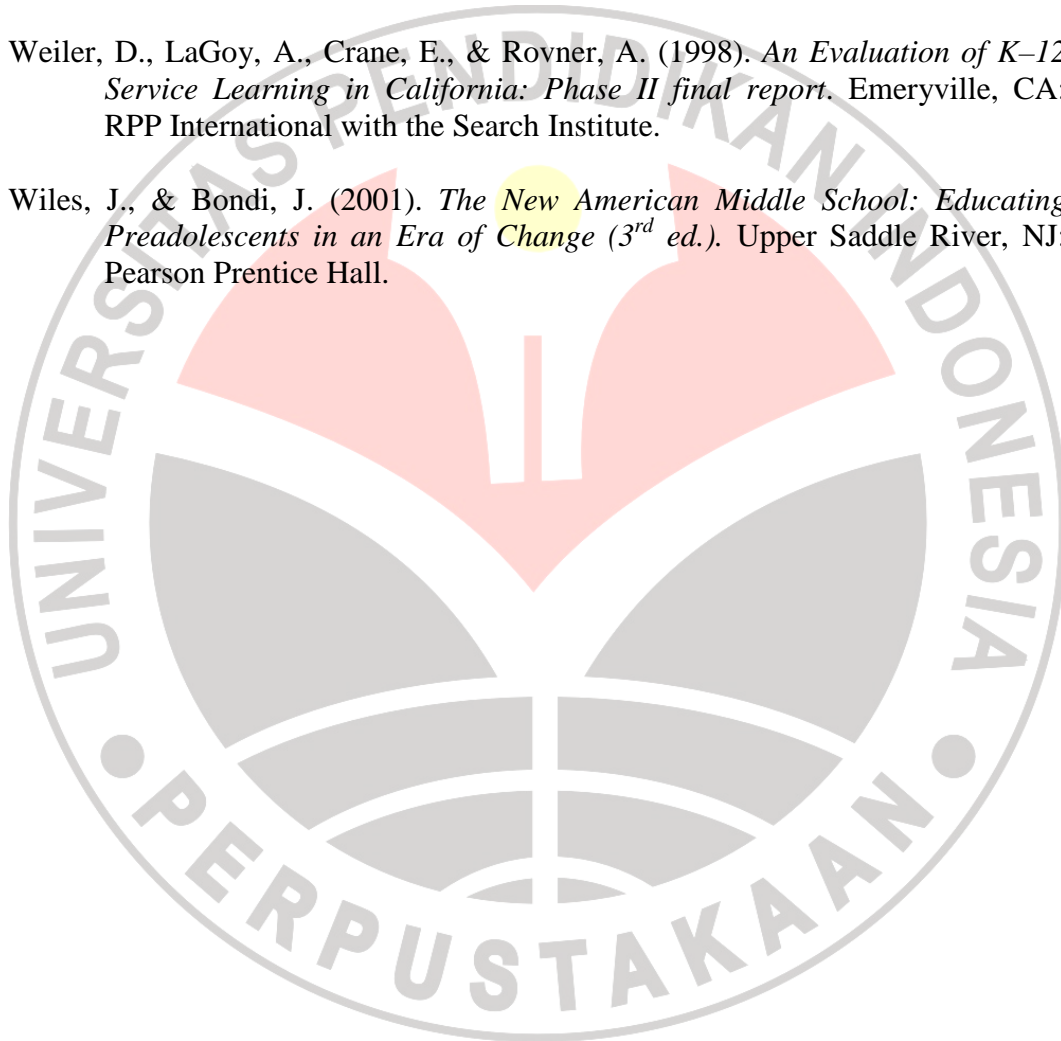 Weiler, D., LaGoy, A., Crane, E., & Rovner, A. (1998). An Evaluation of K–12
Service Learning in California: Phase II final report. Emeryville, CA:
RPP International with the Search Institute.
Wiles, J., & Bondi, J. (2001). The New American Middle School: Educating
Preadolescents in an Era of Change (3rd ed.). Upper Saddle River, NJ:
Pearson Prentice Hall.
UNIVERSITAS PENDIDIKAN INDONESIA
PERPUSTAKAAN